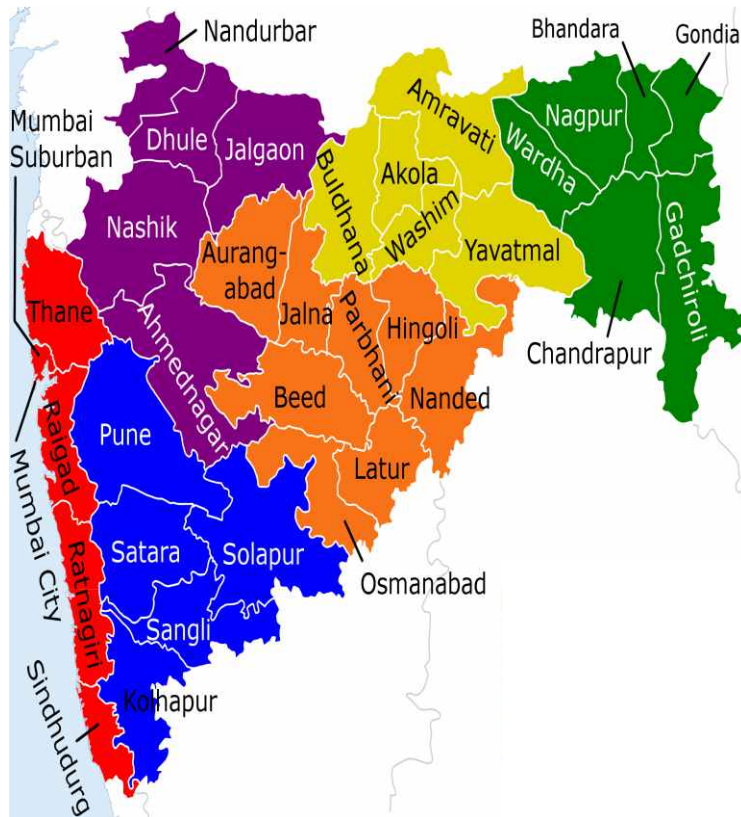 Nandurbar
Bhandara
Gondia
Mumbai
Suburban
Dhule
Jalgaon
Buldhana
Akola
Amravati
Washim
Wardha
Nagpur
Nashik
Aurang-
abad
Yavatmal
Gadchiroli
Thane
Ahmednagar
Jalna
Parbhani
Hingoli
Chandrapur
Raigad
Pune
Beed
Nanded
Latur
Mumbai City
Ratnagiri
Satara
Solapur
Osmanabad
Sangli
Sindhudurg
Kolhapur